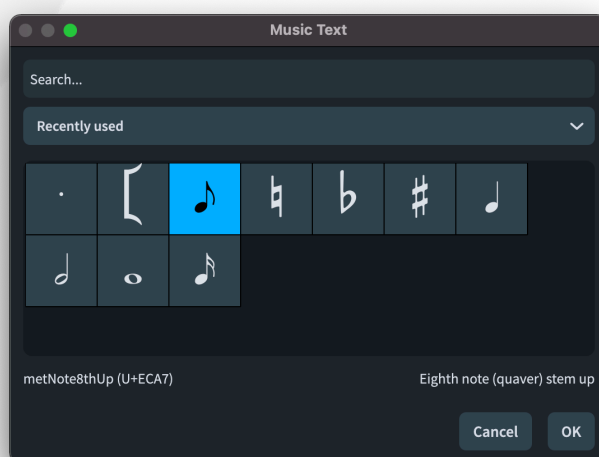 Music Text
Search...
Recently used
metNote8thUp (U+ECA7)
Eighth note (quaver) stem up
Cancel
OK